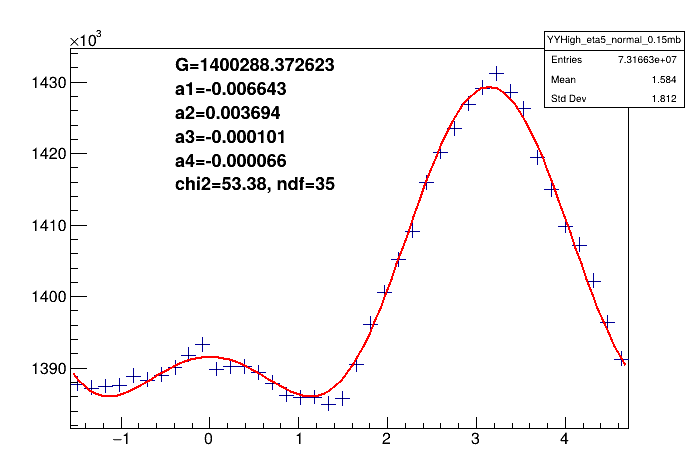 ×10³
YYHigh_eta5_normal_0.15mb
Entries 7.31663e+07
Mean 1.584
Std Dev 1.812
G=1400288.372623
a1=-0.006643
a2=0.003694
a3=-0.000101
a4=-0.000066
chi2=53.38, ndf=35
1430
1420
1410
1400
1390
−1 0 1 2 3 4